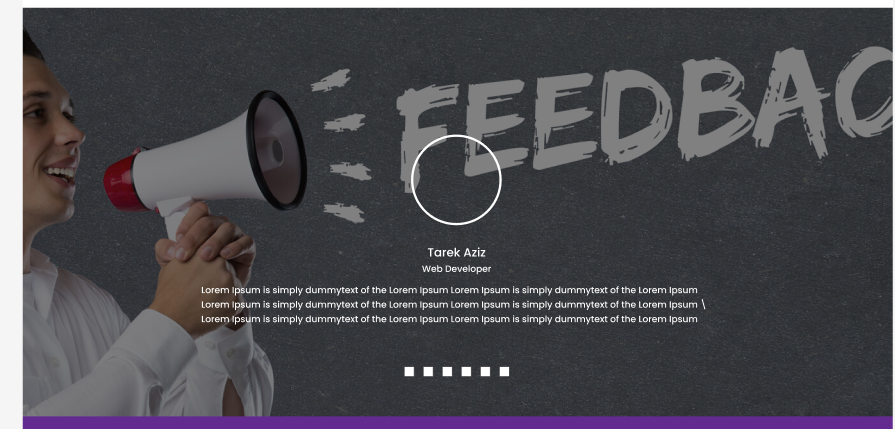 FEEDBAC
Tarek Aziz
Web Developer
Lorem Ipsum is simply dummytext of the Lorem Ipsum Lorem Ipsum is simply dummytext of the Lorem Ipsum
Lorem Ipsum is simply dummytext of the Lorem Ipsum Lorem Ipsum is simply dummytext of the Lorem Ipsum \
Lorem Ipsum is simply dummytext of the Lorem Ipsum Lorem Ipsum is simply dummytext of the Lorem Ipsum